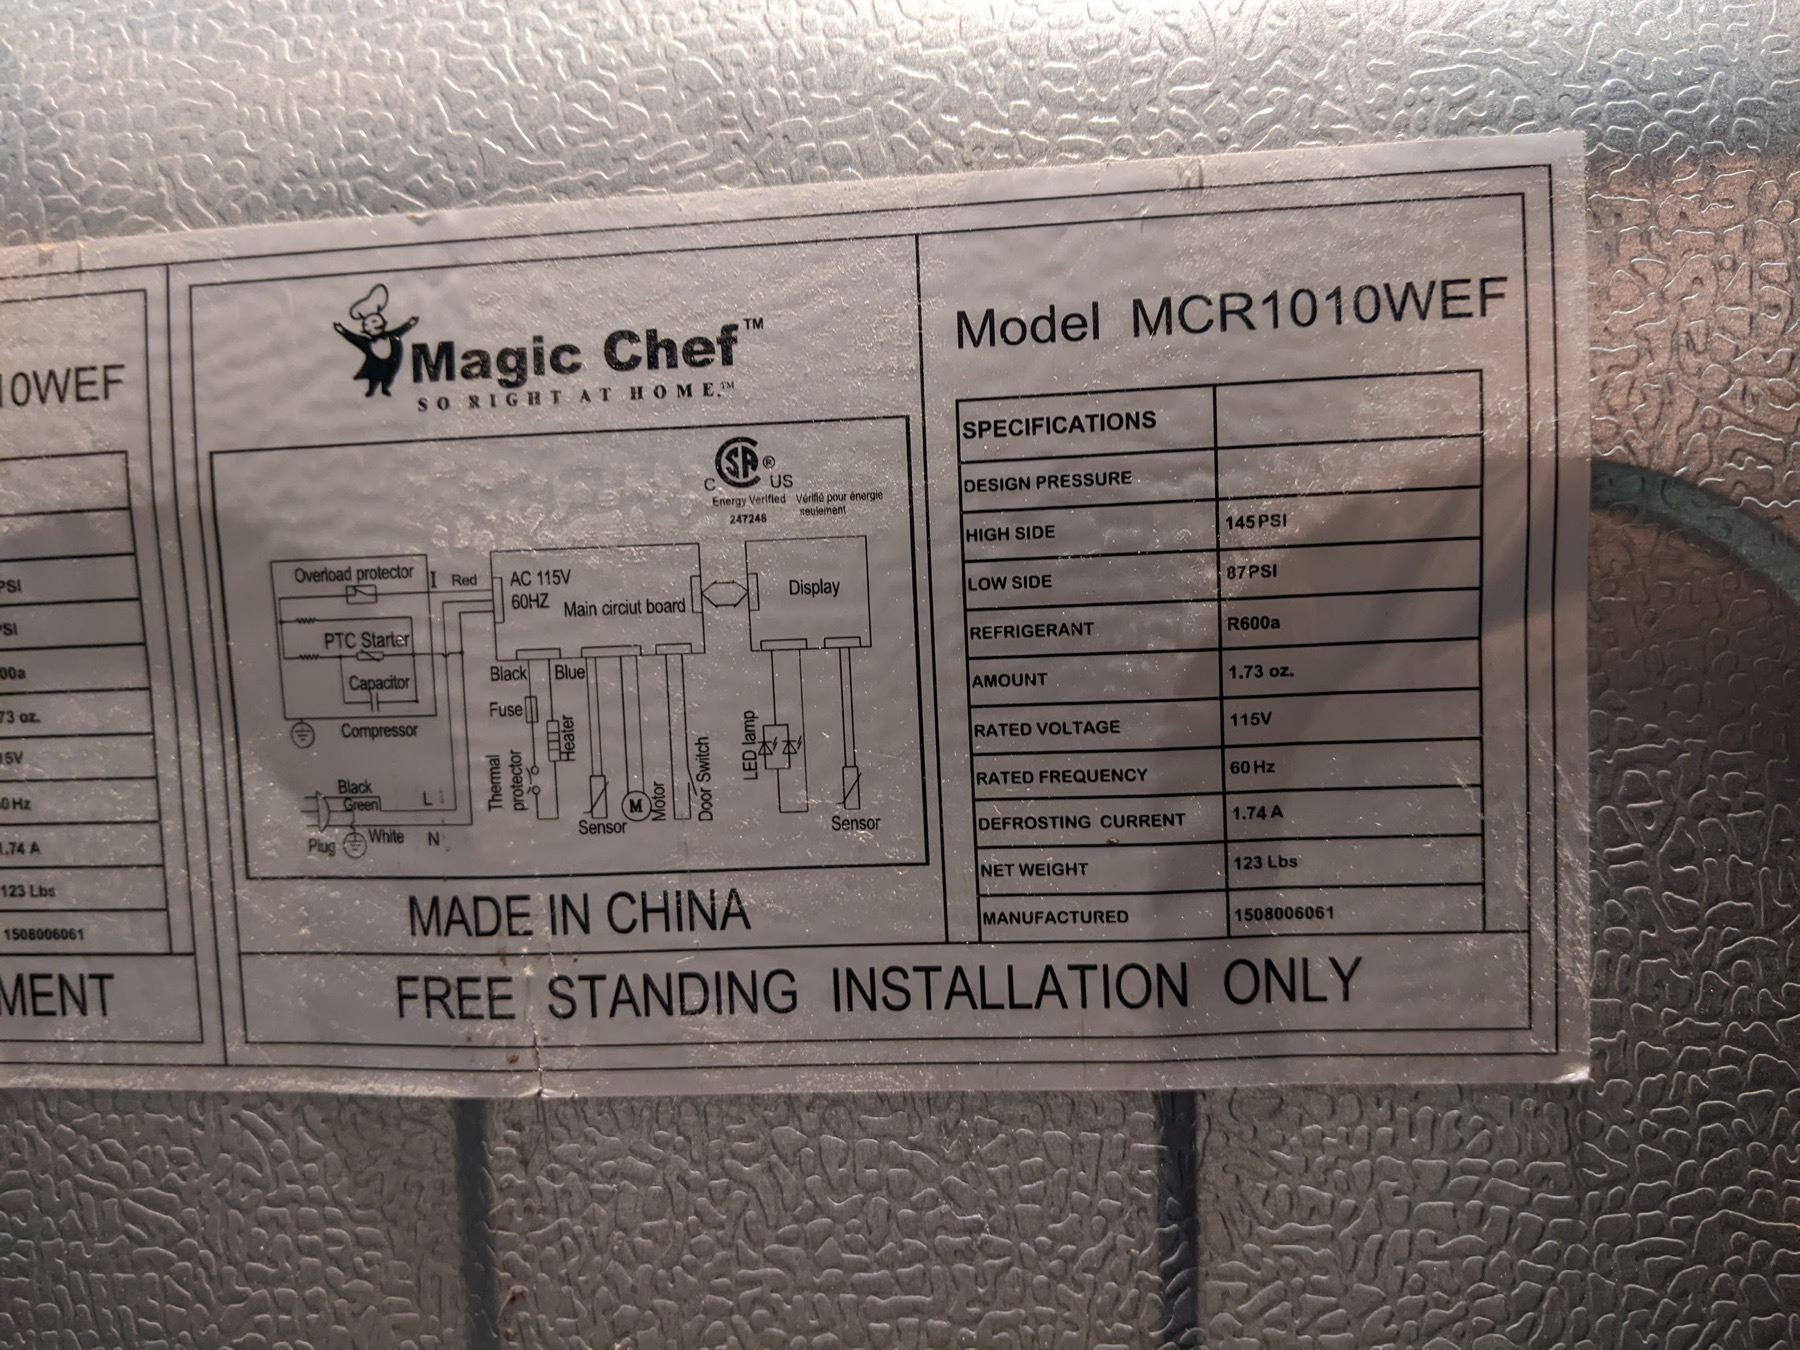 10WEF
PSI
PSI
00a
73 oz.
15V
0 Hz
1.74 A
123 Lbs
1508006061
MENT
Magic Chef™
SO RIGHT AT HOME.™
CSA® C US
Energy Verified Vérifié pour énergie
247248 seulement
Overload protector
I Red
AC 115V
60HZ Main circiut board
Display
PTC Starter
Capacitor
Compressor
Black Blue
Fuse
Heater
Thermal
protector
Sensor
M
Motor
Door Switch
LED lamp
Sensor
Black
Green L
White N
Plug
MADE IN CHINA
Model MCR1010WEF
SPECIFICATIONS
DESIGN PRESSURE
HIGH SIDE 145PSI
LOW SIDE 87PSI
REFRIGERANT R600a
AMOUNT 1.73 oz.
RATED VOLTAGE 115V
RATED FREQUENCY 60 Hz
DEFROSTING CURRENT 1.74 A
NET WEIGHT 123 Lbs
MANUFACTURED 1508006061
FREE STANDING INSTALLATION ONLY